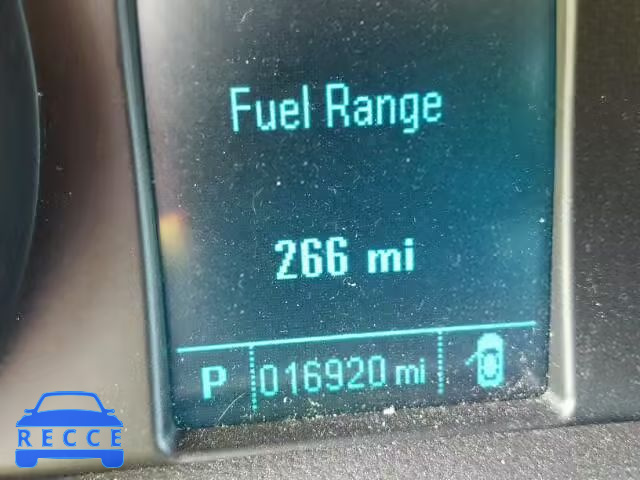 Fuel Range
266 mi
P 016920 mi
RECCE